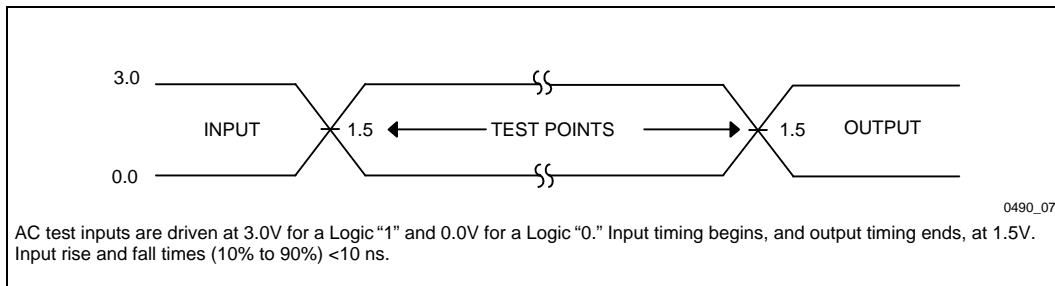 3.0
INPUT
1.5
TEST POINTS
1.5
OUTPUT
0.0
0490_07
AC test inputs are driven at 3.0V for a Logic “1” and 0.0V for a Logic “0.” Input timing begins, and output timing ends, at 1.5V.
Input rise and fall times (10% to 90%) <10 ns.